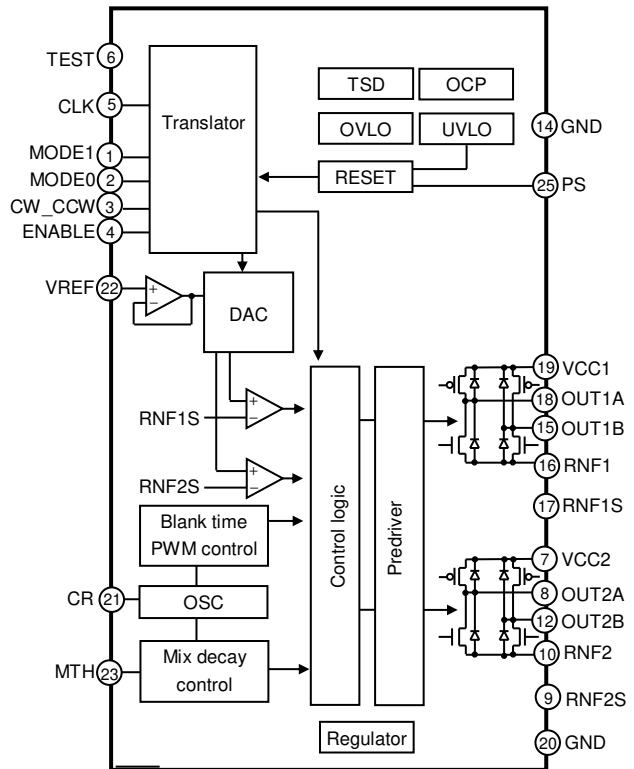 TEST
6
CLK
5
Translator
TSD
OCP
OVLO
UVLO
14
GND
MODE1
1
MODE0
2
RESET
25
PS
CW_CCW
3
ENABLE
4
VREF
22
+
−
DAC
19
VCC1
18
OUT1A
15
OUT1B
16
RNF1
17
RNF1S
RNF1S
+
−
RNF2S
+
−
Control logic
Predriver
Blank time
PWM control
7
VCC2
8
OUT2A
12
OUT2B
10
RNF2
9
RNF2S
20
GND
CR
21
OSC
MTH
23
Mix decay
control
Regulator